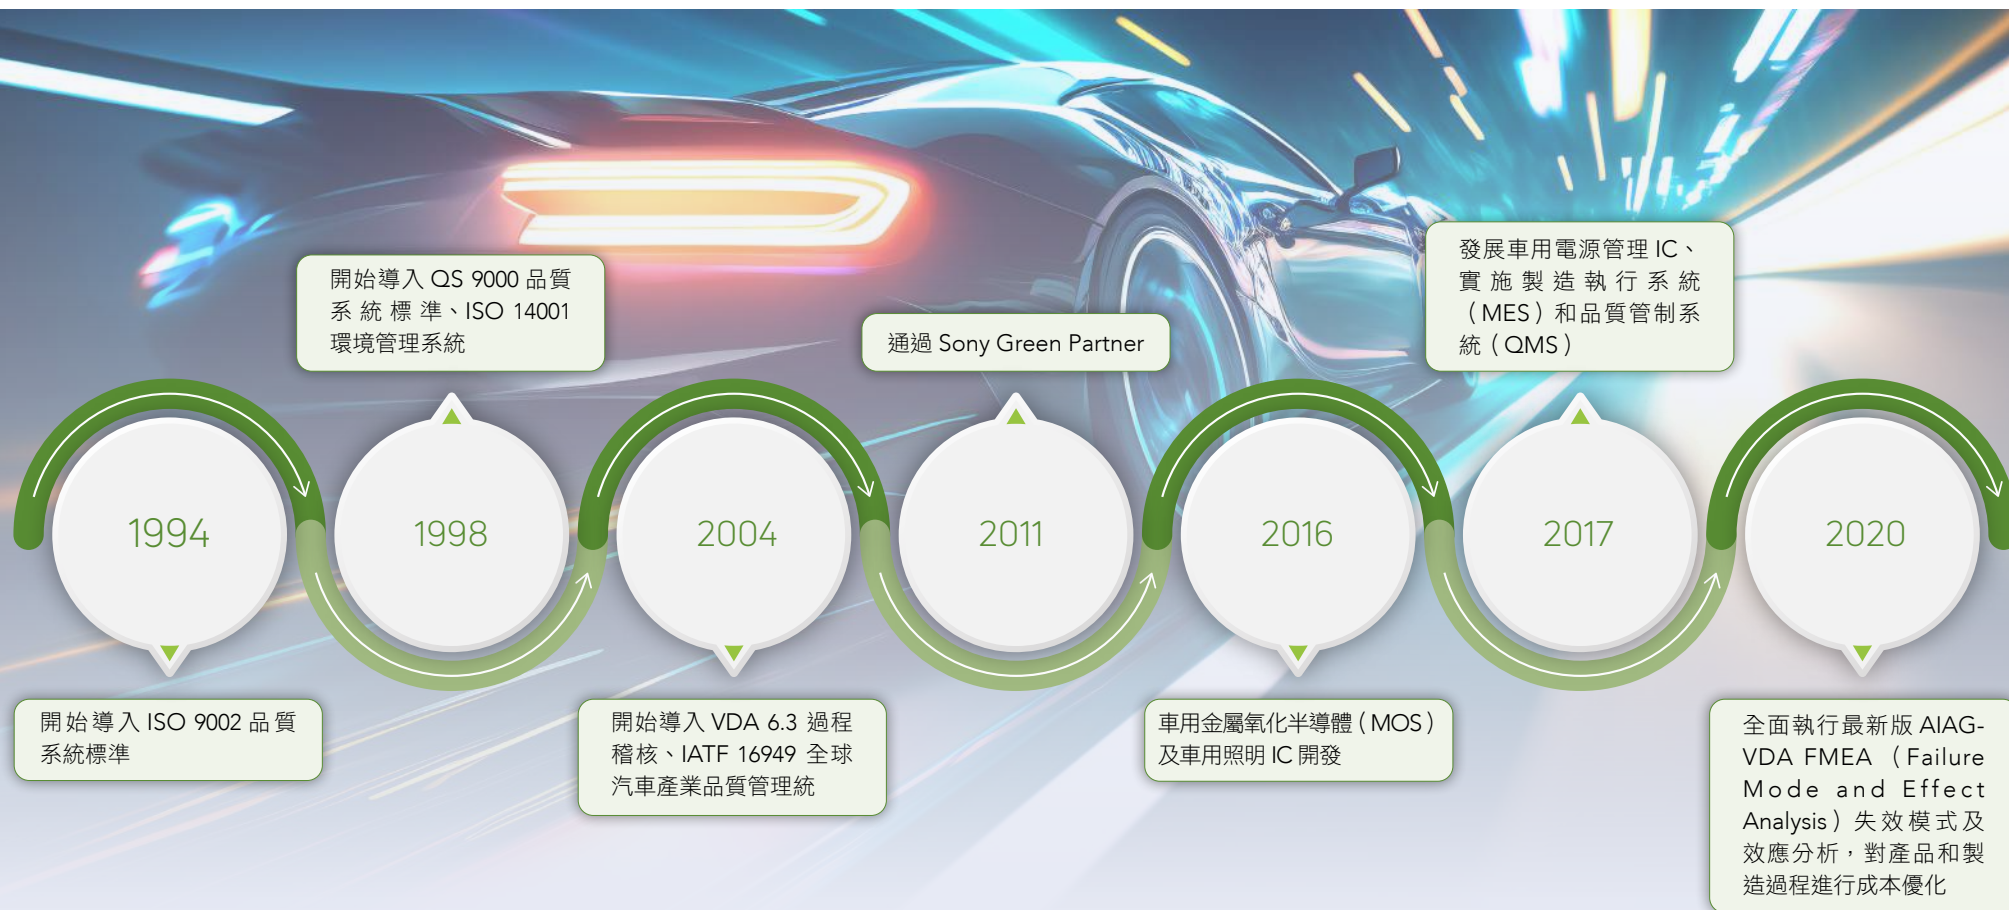 1994
開始導入 ISO 9002 品質
系統標準
開始導入 QS 9000 品質
系統標準、ISO 14001
環境管理系統
1998
2004
開始導入 VDA 6.3 過程
稽核、IATF 16949 全球
汽車產業品質管理統
通過 Sony Green Partner
2011
2016
車用金屬氧化半導體（MOS）
及車用照明 IC 開發
發展車用電源管理 IC、
實施製造執行系統
（MES）和品質管制系
統（QMS）
2017
2020
全面執行最新版 AIAG-
VDA FMEA （Failure
Mode and Effect
Analysis）失效模式及
效應分析，對產品和製
造過程進行成本優化